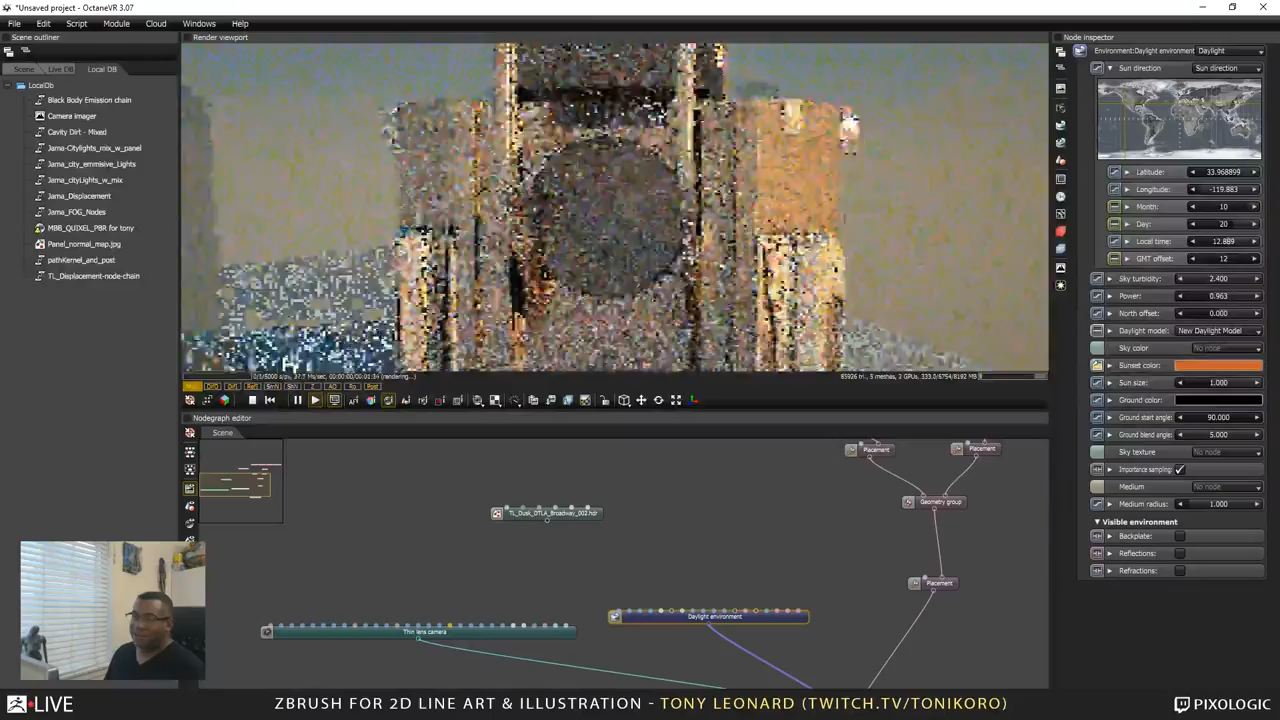 *Unsaved project - OctaneVR 3.07
File Edit Script Module Cloud Windows Help
Scene outliner
Scene Live DB Local DB
LocalDb
Black Body Emission chain
Camera imager
Cavity Dirt - Mixed
Jama-Citylights_mix_w_panel
Jama_city_emmisive_Lights
Jama_cityLights_w_mix
Jama_Displacement
Jama_FOG_Nodes
MBB_QUIXEL_PBR for tony
Panel_normal_map.jpg
pathKernel_and_post
TL_Displacement-node-chain
Render viewport
Nodegraph editor
Scene
Placement
Placement
Geometry group
TL_Dusk_DTLA_Broadway_002.hdr
Placement
Daylight environment
Thin lens camera
Node inspector
Environment:Daylight environment Daylight
Sun direction Sun direction
Latitude: 33.968899
Longitude: -119.883
Month: 10
Day: 20
Local time: 12.889
GMT offset: 12
Sky turbidity: 2.400
Power: 0.963
North offset: 0.000
Daylight model: New Daylight Model
Sky color No node
Sunset color:
Sun size: 1.000
Ground color:
Ground start angle: 90.000
Ground blend angle: 5.000
Sky texture No node
Importance sampling:
Medium No node
Medium radius: 1.000
Visible environment
Backplate:
Reflections:
Refractions:
LIVE
ZBRUSH FOR 2D LINE ART & ILLUSTRATION - TONY LEONARD (TWITCH.TV/TONIKORO)
PIXOLOGIC